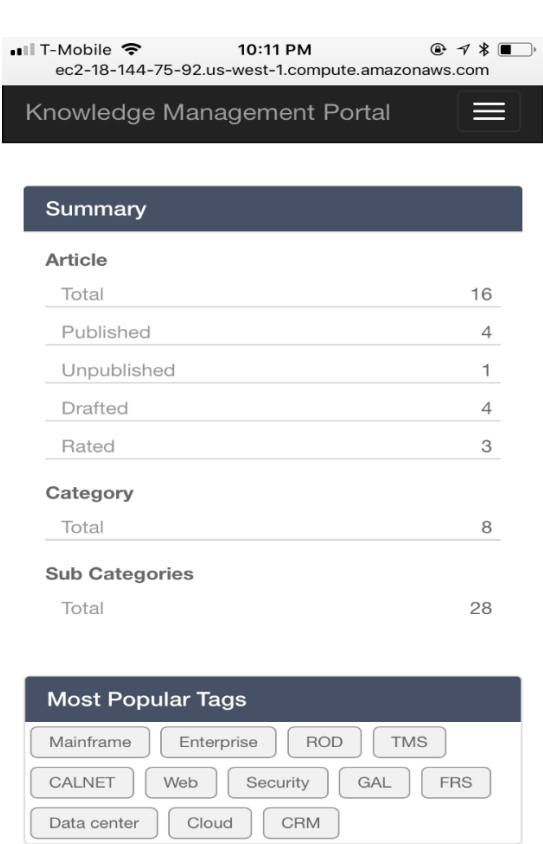 T-Mobile 10:11 PM
ec2-18-144-75-92.us-west-1.compute.amazonaws.com
Knowledge Management Portal
Summary
Article
Total 16
Published 4
Unpublished 1
Drafted 4
Rated 3
Category
Total 8
Sub Categories
Total 28
Most Popular Tags
Mainframe Enterprise ROD TMS
CALNET Web Security GAL FRS
Data center Cloud CRM